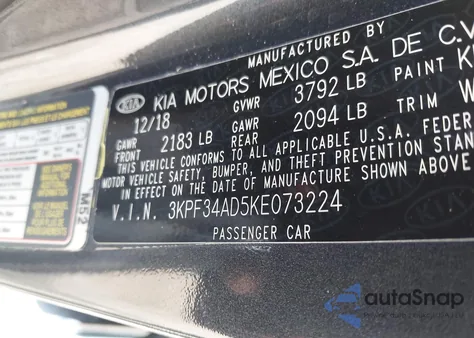 MANUFACTURED BY
KIA KIA MOTORS MEXICO S.A. DE C.V
12/18 GVWR 3792 LB PAINT K
GAWR FRONT 2183 LB GAWR REAR 2094 LB TRIM W
THIS VEHICLE CONFORMS TO ALL APPLICABLE U.S.A. FEDER
MOTOR VEHICLE SAFETY, BUMPER, AND THEFT PREVENTION STAN
IN EFFECT ON THE DATE OF MANUFACTURE SHOWN ABOVE
V.I.N. 3KPF34AD5KE073224
PASSENGER CAR
M52
autoSnap